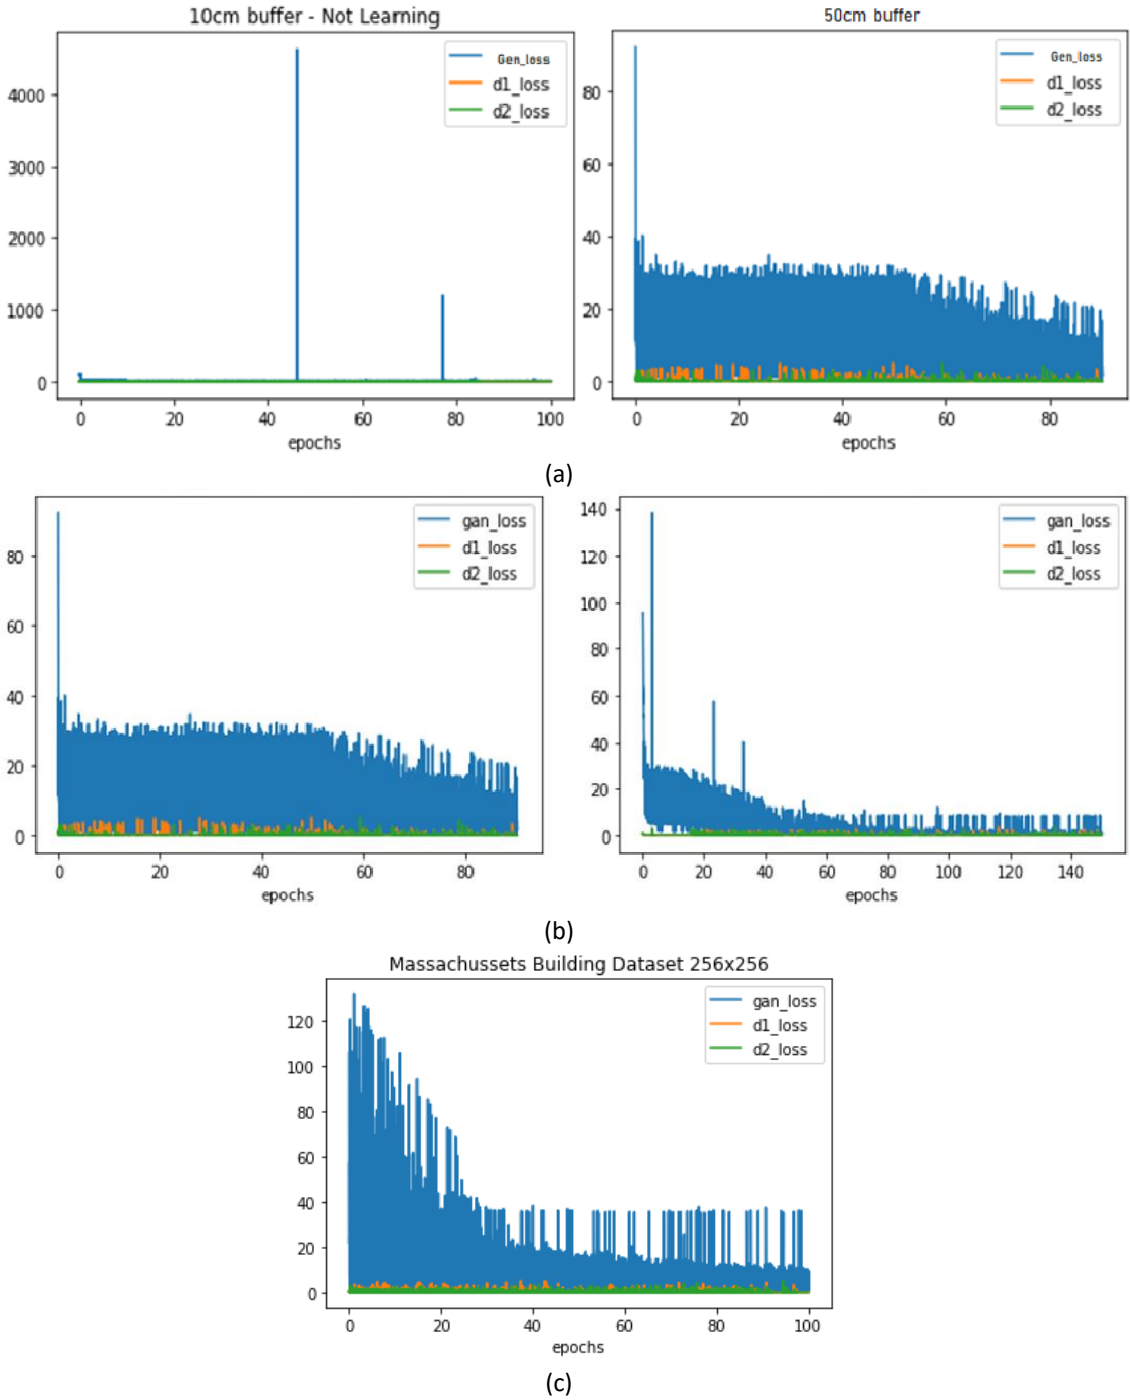 10cm buffer - Not Learning
Gen_loss
d1_loss
d2_loss
4000
3000
2000
1000
0
0 20 40 60 80 100
epochs
50cm buffer
Gen_loss
d1_loss
d2_loss
80
60
40
20
0
0 20 40 60 80
epochs
(a)
gan_loss
d1_loss
d2_loss
80
60
40
20
0
0 20 40 60 80
epochs
gan_loss
d1_loss
d2_loss
140
120
100
80
60
40
20
0
0 20 40 60 80 100 120 140
epochs
(b)
Massachussets Building Dataset 256x256
gan_loss
d1_loss
d2_loss
120
100
80
60
40
20
0
0 20 40 60 80 100
epochs
(c)